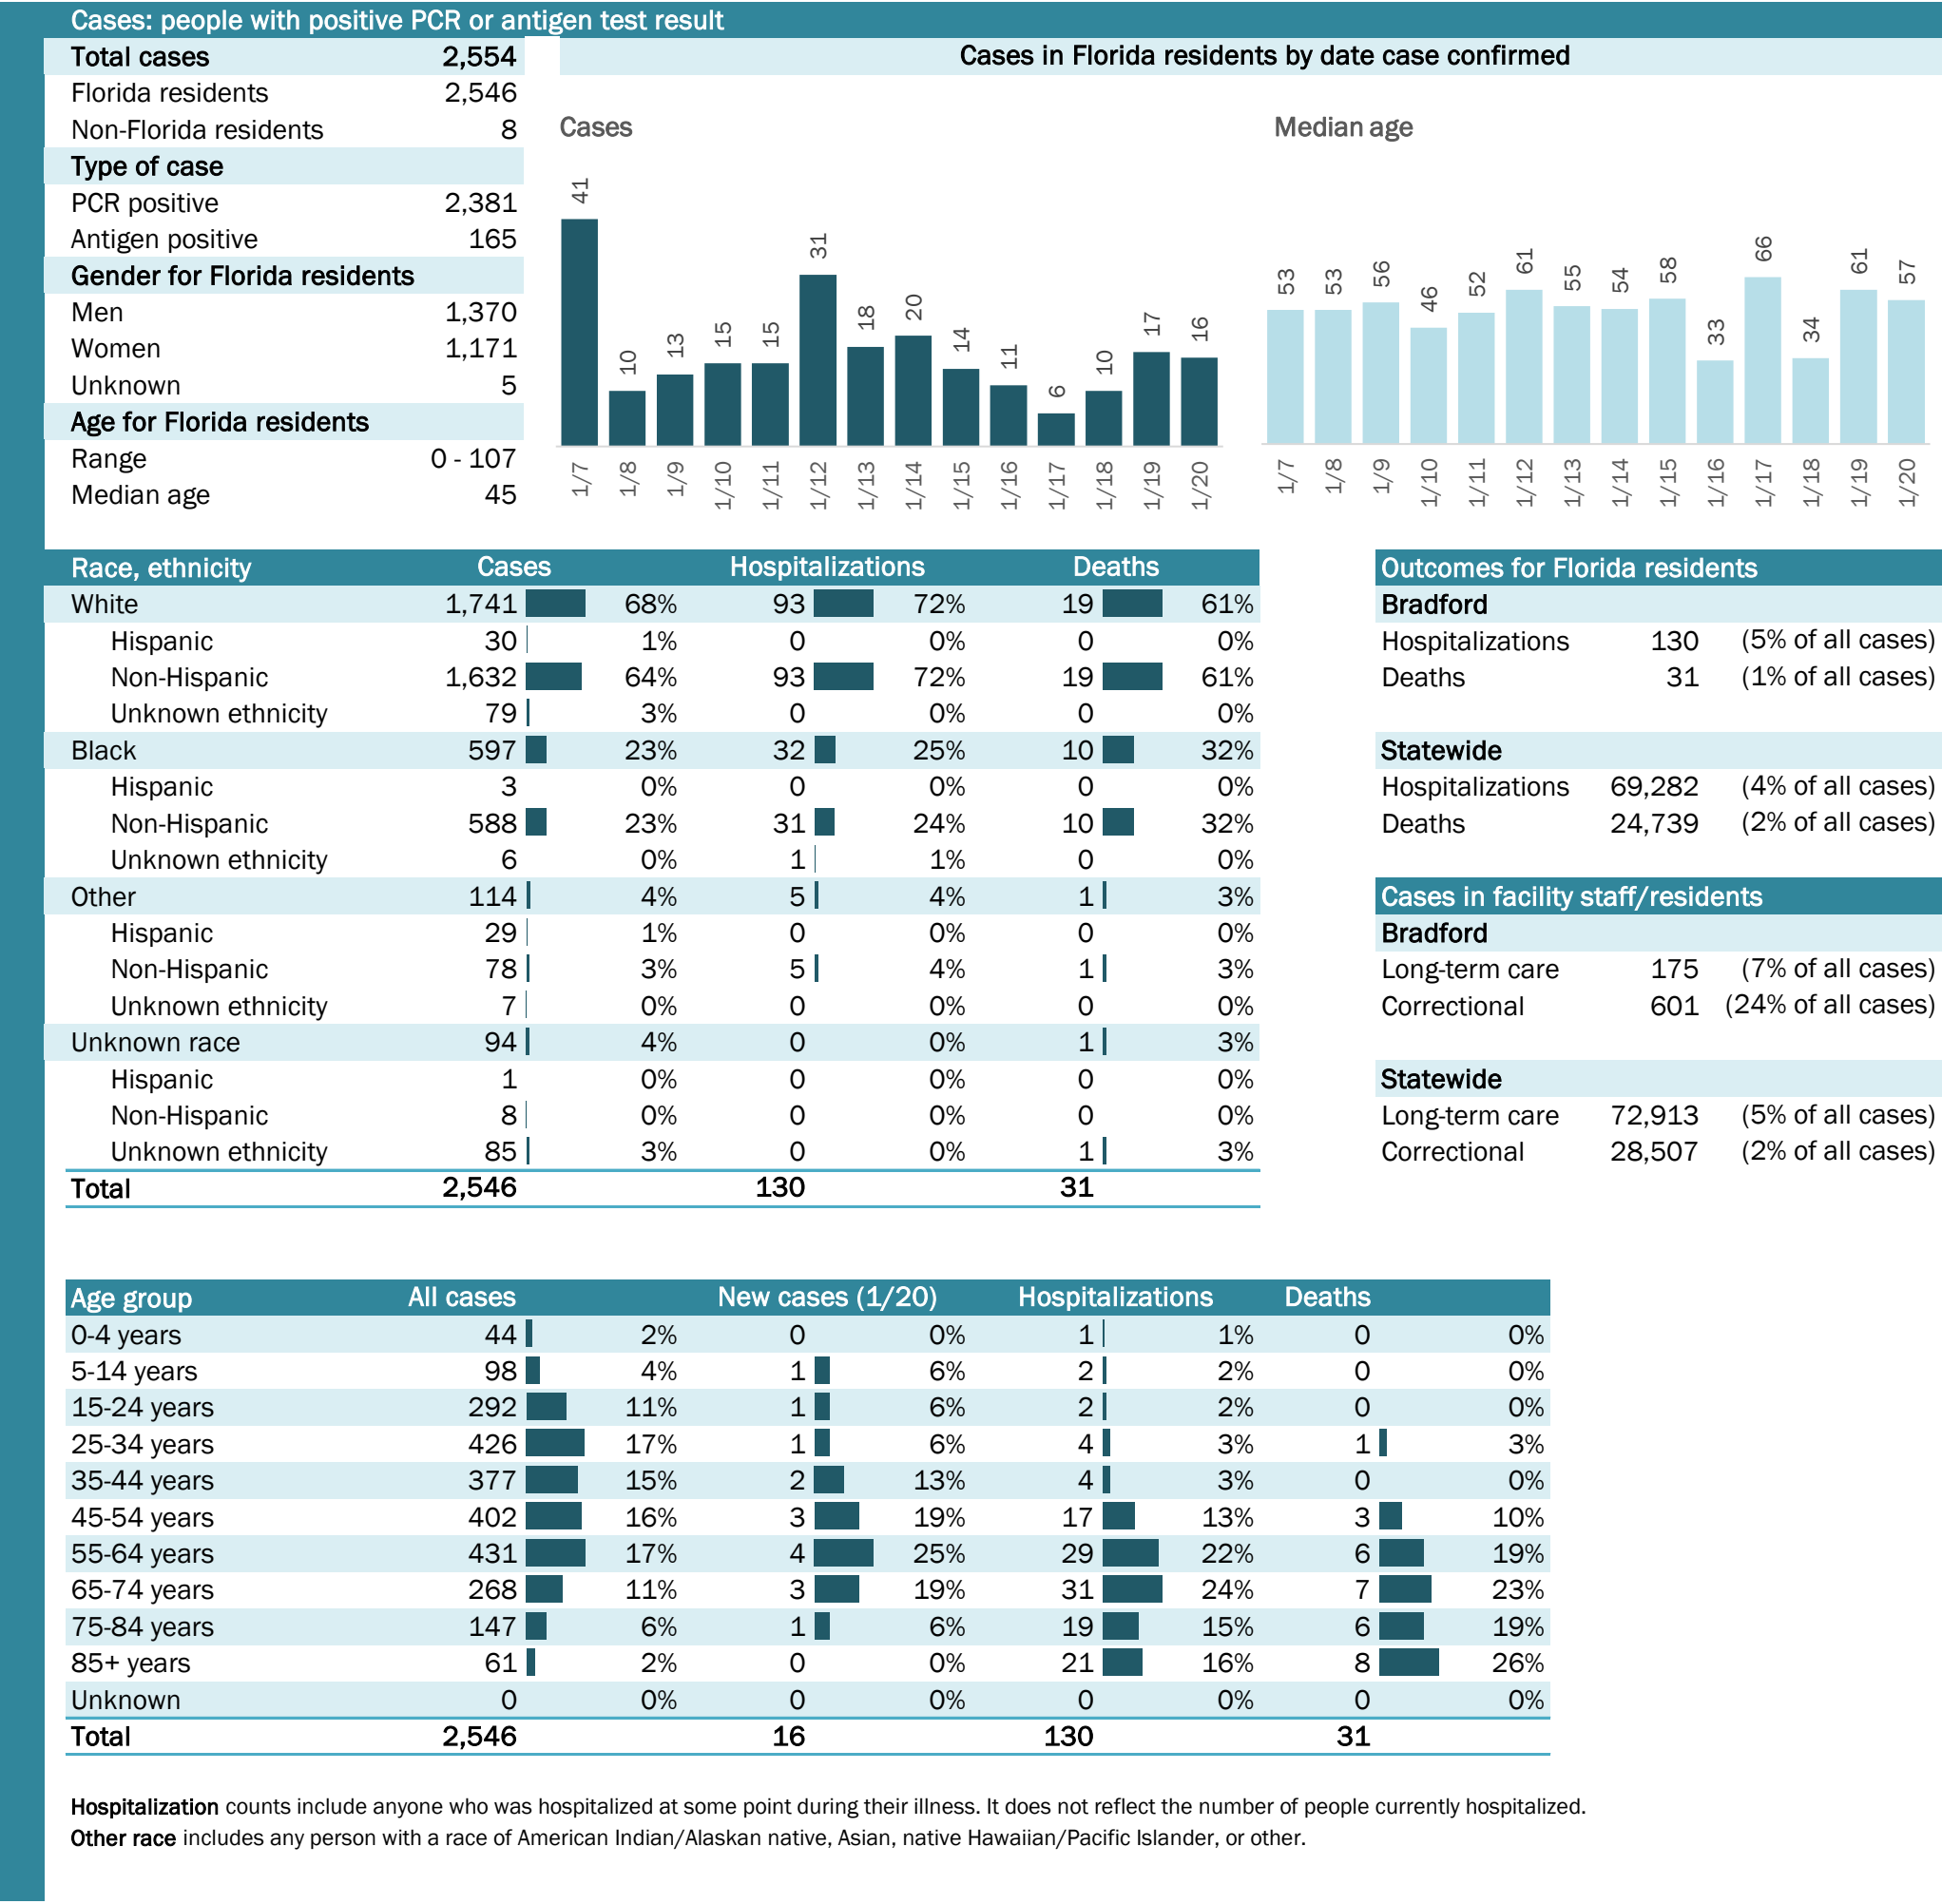 Cases: people with positive PCR or antigen test result
Total cases 2,554
Florida residents 2,546
Non-Florida residents 8
Type of case
PCR positive 2,381
Antigen positive 165
Gender for Florida residents
Men 1,370
Women 1,171
Unknown 5
Age for Florida residents
Range 0 - 107
Median age 45
Cases in Florida residents by date case confirmed
Cases
41 10 13 15 15 31 18 20 14 11 6 10 17 16
1/7 1/8 1/9 1/10 1/11 1/12 1/13 1/14 1/15 1/16 1/17 1/18 1/19 1/20
Median age
53 53 56 46 52 61 55 54 58 33 66 34 61 57
1/7 1/8 1/9 1/10 1/11 1/12 1/13 1/14 1/15 1/16 1/17 1/18 1/19 1/20
Race, ethnicity Cases Hospitalizations Deaths
White 1,741 68% 93 72% 19 61%
Hispanic 30 1% 0 0% 0 0%
Non-Hispanic 1,632 64% 93 72% 19 61%
Unknown ethnicity 79 3% 0 0% 0 0%
Black 597 23% 32 25% 10 32%
Hispanic 3 0% 0 0% 0 0%
Non-Hispanic 588 23% 31 24% 10 32%
Unknown ethnicity 6 0% 1 1% 0 0%
Other 114 4% 5 4% 1 3%
Hispanic 29 1% 0 0% 0 0%
Non-Hispanic 78 3% 5 4% 1 3%
Unknown ethnicity 7 0% 0 0% 0 0%
Unknown race 94 4% 0 0% 1 3%
Hispanic 1 0% 0 0% 0 0%
Non-Hispanic 8 0% 0 0% 0 0%
Unknown ethnicity 85 3% 0 0% 1 3%
Total 2,546 130 31
Outcomes for Florida residents
Bradford
Hospitalizations 130 (5% of all cases)
Deaths 31 (1% of all cases)
Statewide
Hospitalizations 69,282 (4% of all cases)
Deaths 24,739 (2% of all cases)
Cases in facility staff/residents
Bradford
Long-term care 175 (7% of all cases)
Correctional 601 (24% of all cases)
Statewide
Long-term care 72,913 (5% of all cases)
Correctional 28,507 (2% of all cases)
Age group All cases New cases (1/20) Hospitalizations Deaths
0-4 years 44 2% 0 0% 1 1% 0 0%
5-14 years 98 4% 1 6% 2 2% 0 0%
15-24 years 292 11% 1 6% 2 2% 0 0%
25-34 years 426 17% 1 6% 4 3% 1 3%
35-44 years 377 15% 2 13% 4 3% 0 0%
45-54 years 402 16% 3 19% 17 13% 3 10%
55-64 years 431 17% 4 25% 29 22% 6 19%
65-74 years 268 11% 3 19% 31 24% 7 23%
75-84 years 147 6% 1 6% 19 15% 6 19%
85+ years 61 2% 0 0% 21 16% 8 26%
Unknown 0 0% 0 0% 0 0% 0 0%
Total 2,546 16 130 31
Hospitalization counts include anyone who was hospitalized at some point during their illness. It does not reflect the number of people currently hospitalized.
Other race includes any person with a race of American Indian/Alaskan native, Asian, native Hawaiian/Pacific Islander, or other.